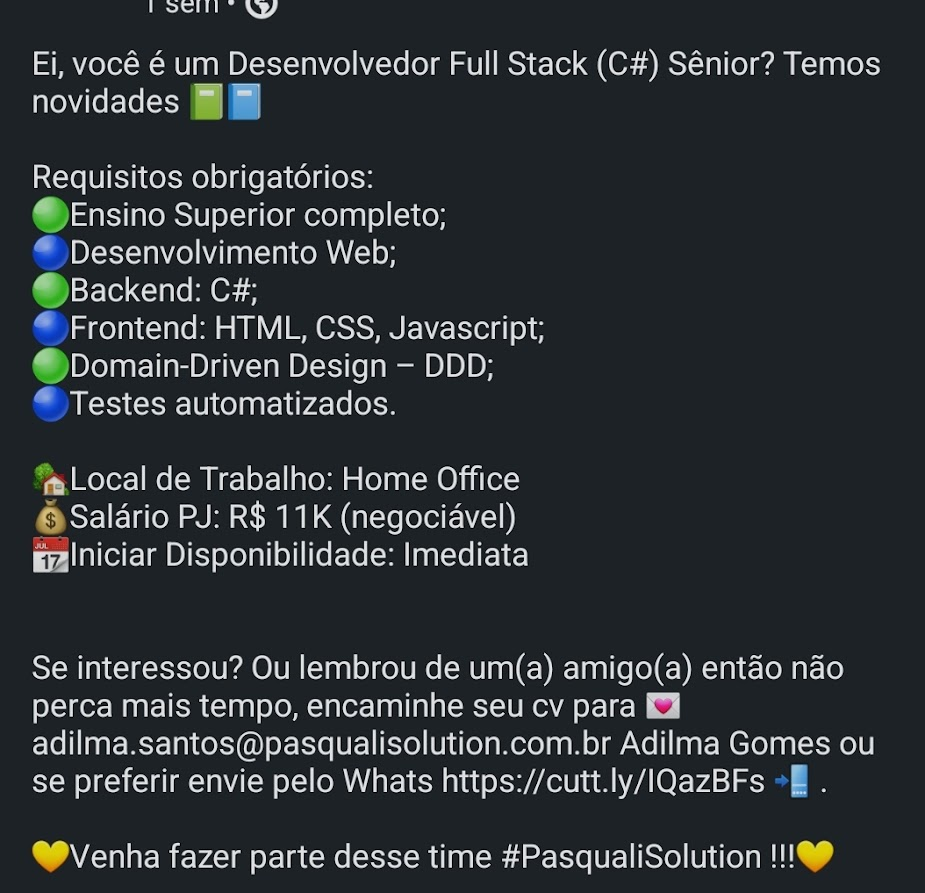 1 sem •
Ei, você é um Desenvolvedor Full Stack (C#) Sênior? Temos
novidades 📗📘
Requisitos obrigatórios:
🟢Ensino Superior completo;
🔵Desenvolvimento Web;
🟢Backend: C#;
🔵Frontend: HTML, CSS, Javascript;
🟢Domain-Driven Design – DDD;
🔵Testes automatizados.
🏡Local de Trabalho: Home Office
💰Salário PJ: R$ 11K (negociável)
📆Iniciar Disponibilidade: Imediata
Se interessou? Ou lembrou de um(a) amigo(a) então não
perca mais tempo, encaminhe seu cv para 💌
adilma.santos@pasqualisolution.com.br Adilma Gomes ou
se preferir envie pelo Whats https://cutt.ly/IQazBFs 📲 .
💛Venha fazer parte desse time #PasqualiSolution !!!💛